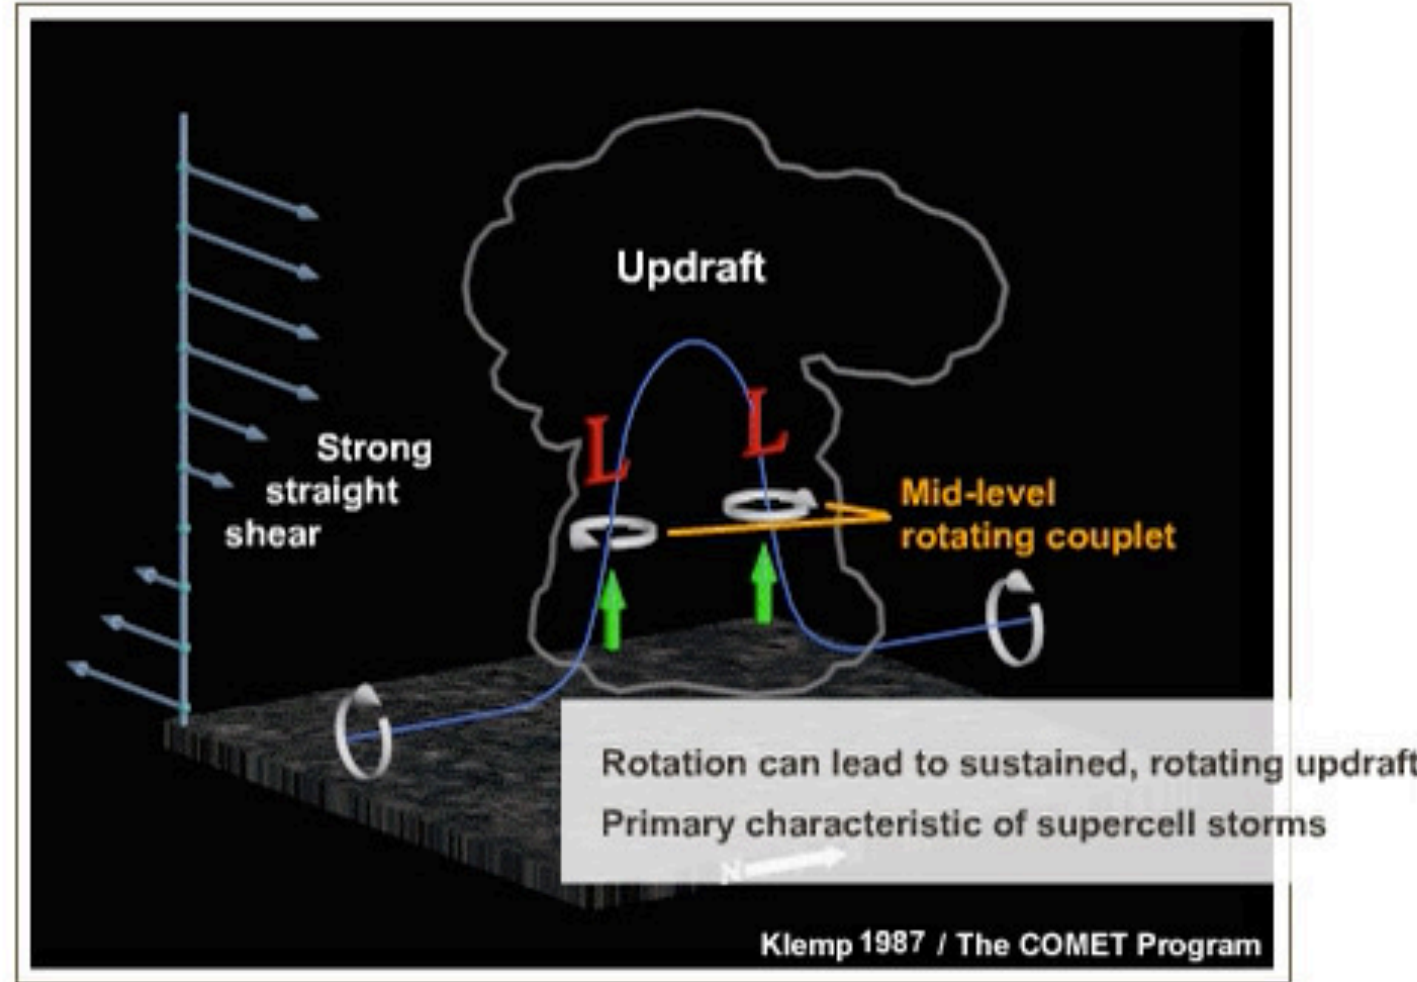 Updraft
L
L
Strong
straight
shear
Mid-level
rotating couplet
Rotation can lead to sustained, rotating updraft
Primary characteristic of supercell storms
N
Klemp 1987 / The COMET Program